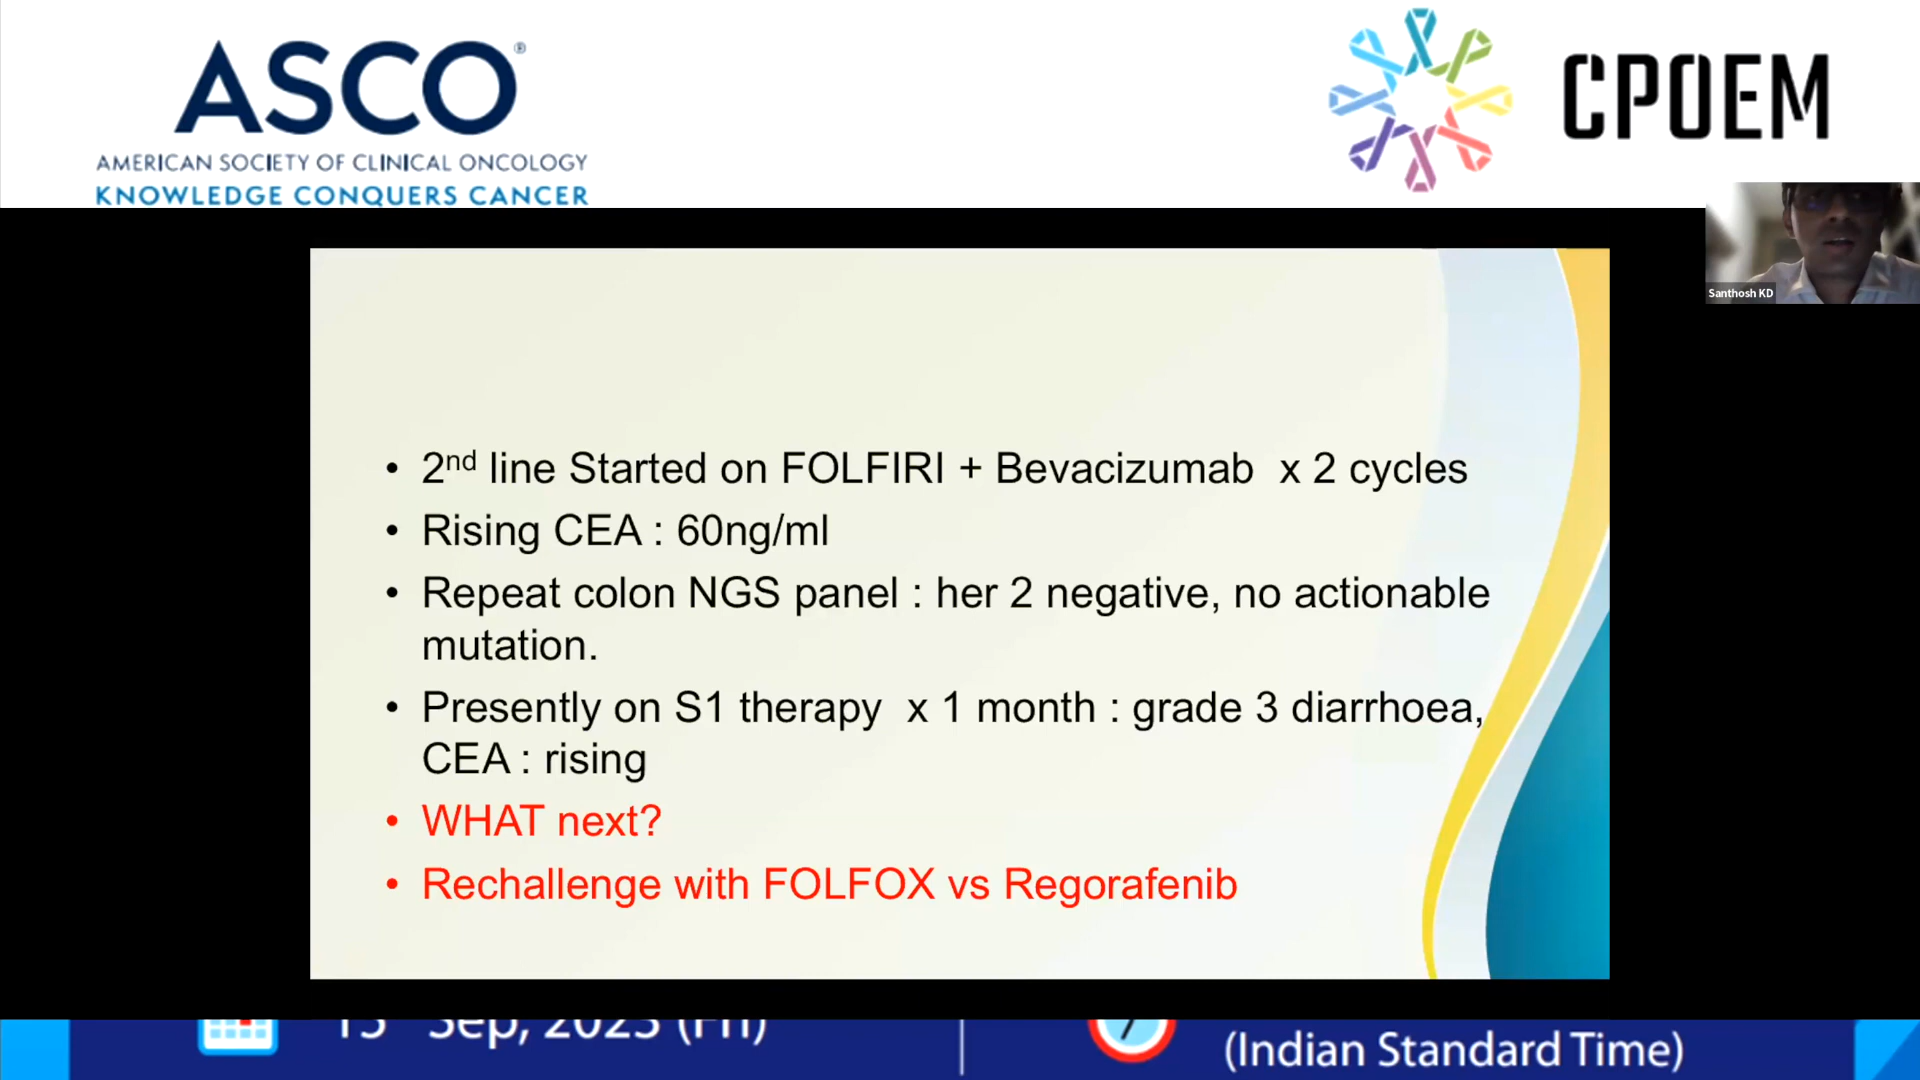 ASCO®
AMERICAN SOCIETY OF CLINICAL ONCOLOGY
KNOWLEDGE CONQUERS CANCER
CPOEM
Santhosh KD
• 2nd line Started on FOLFIRI + Bevacizumab x 2 cycles
• Rising CEA : 60ng/ml
• Repeat colon NGS panel : her 2 negative, no actionable
mutation.
• Presently on S1 therapy x 1 month : grade 3 diarrhoea,
CEA : rising
• WHAT next?
• Rechallenge with FOLFOX vs Regorafenib
Sep, 2023 (Fri)
(Indian Standard Time)